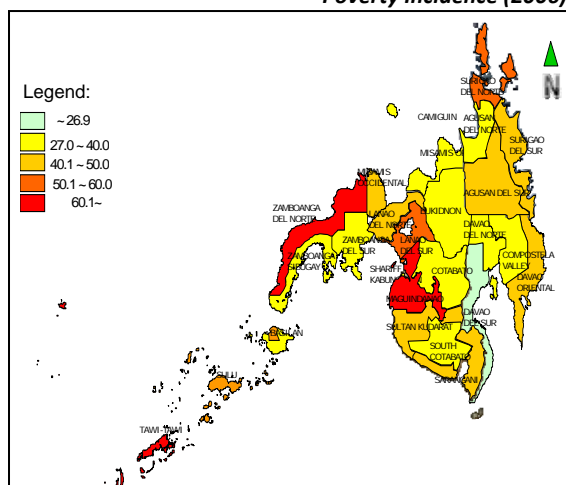 Poverty Incidence (2006)
Legend:
~26.9
27.0 ~ 40.0
40.1 ~ 50.0
50.1 ~ 60.0
60.1~
N
SURIGAO
DEL NORTE
CAMIGUIN
AGUSAN
DEL NORTE
SURIGAO
DEL SUR
MISAMIS OR
MISAMIS
OCCIDENTAL
AGUSAN DEL SUR
ZAMBOANGA
DEL NORTE
LANAO
DEL NORTE
BUKIDNON
ZAMBOANGA
DEL SUR
LANAO
DEL SUR
DAVAO
DEL NORTE
ZAMBOANGA
SIBUGAY
SHARIFF
KABUNSUAN
COTABATO
COMPOSTELA
VALLEY
DAVAO
ORIENTAL
MAGUINDANAO
DAVAO
DEL SUR
SULTAN KUDARAT
SOUTH
COTABATO
SARANGANI
BASILAN
SULU
TAWI-TAWI